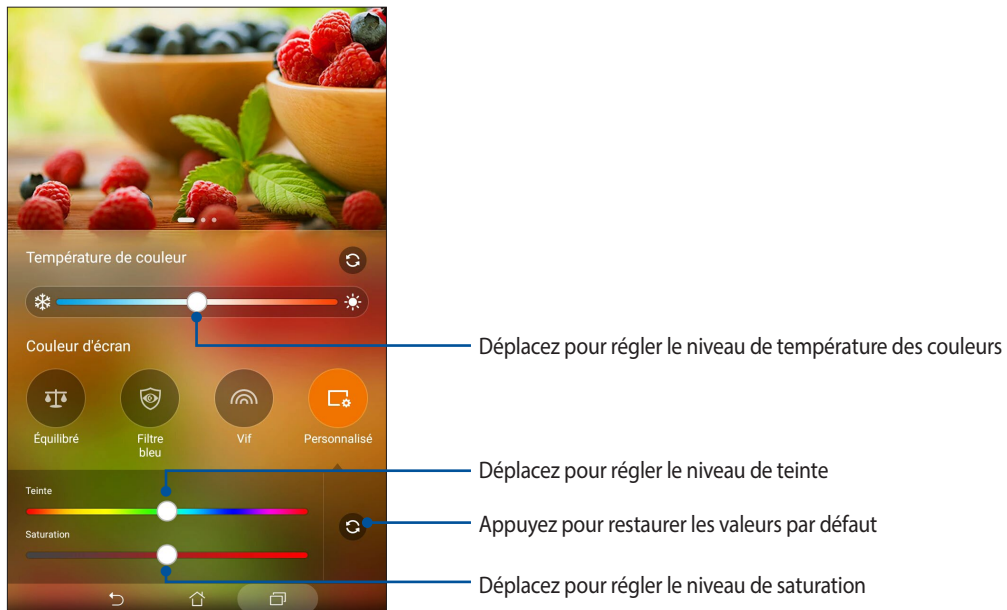 Température de couleur
Déplacez pour régler le niveau de température des couleurs
Couleur d'écran
Équilibré
Filtre
bleu
Vif
Personnalisé
Déplacez pour régler le niveau de teinte
Teinte
Appuyez pour restaurer les valeurs par défaut
Saturation
Déplacez pour régler le niveau de saturation